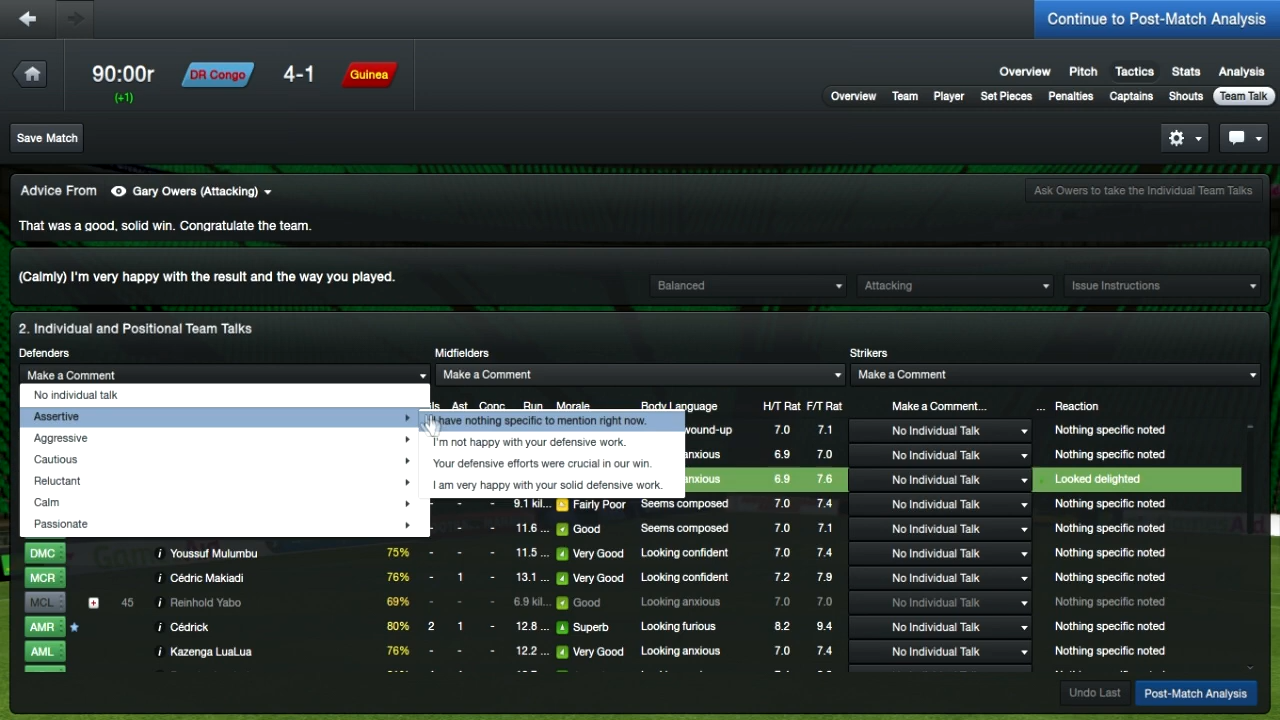 Continue to Post-Match Analysis
90:00r DR Congo 4-1 Guinea
(+1)
Overview Pitch Tactics Stats Analysis
Overview Team Player Set Pieces Penalties Captains Shouts Team Talk
Save Match
Advice From Gary Owers (Attacking) Ask Owers to take the Individual Team Talks
That was a good, solid win. Congratulate the team.
(Calmly) I'm very happy with the result and the way you played.
Balanced Attacking Issue Instructions
2. Individual and Positional Team Talks
Defenders Midfielders Strikers
Make a Comment Make a Comment Make a Comment
No individual talk
Assertive
Aggressive
Cautious
Reluctant
Calm
Passionate
I have nothing specific to mention right now.
I'm not happy with your defensive work.
Your defensive efforts were crucial in our win.
I am very happy with your solid defensive work.
Ast Conc Run Morale Body Language H/T Rat F/T Rat Make a Comment... ... Reaction
wound-up 7.0 7.1 No Individual Talk Nothing specific noted
6.9 7.0 No Individual Talk Nothing specific noted
6.9 7.6 No Individual Talk Looked delighted
9.1 kil... Fairly Poor Seems composed 7.0 7.4 No Individual Talk Nothing specific noted
11.6 ... Good Seems composed 7.0 7.1 No Individual Talk Nothing specific noted
DMC i Youssuf Mulumbu 75% - - - 11.5 ... Very Good Looking confident 7.0 7.4 No Individual Talk Nothing specific noted
MCR i Cédric Makiadi 76% - 1 - 13.1 ... Very Good Looking confident 7.2 7.9 No Individual Talk Nothing specific noted
MCL 45 i Reinhold Yabo 69% - - - 6.9 kil... Good Looking anxious 7.0 7.0 No Individual Talk Nothing specific noted
AMR i Cédrick 80% 2 1 - 12.8 ... Superb Looking furious 8.2 9.4 No Individual Talk Nothing specific noted
AML i Kazenga LuaLua 76% - - - 12.2 ... Very Good Looking anxious 7.0 7.4 No Individual Talk Nothing specific noted
Undo Last Post-Match Analysis